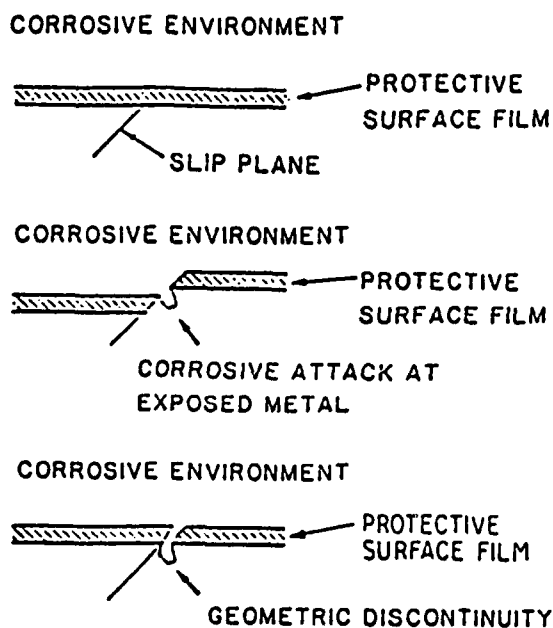 CORROSIVE ENVIRONMENT
PROTECTIVE
SURFACE FILM
SLIP PLANE
CORROSIVE ENVIRONMENT
PROTECTIVE
SURFACE FILM
CORROSIVE ATTACK AT
EXPOSED METAL
CORROSIVE ENVIRONMENT
PROTECTIVE
SURFACE FILM
GEOMETRIC DISCONTINUITY